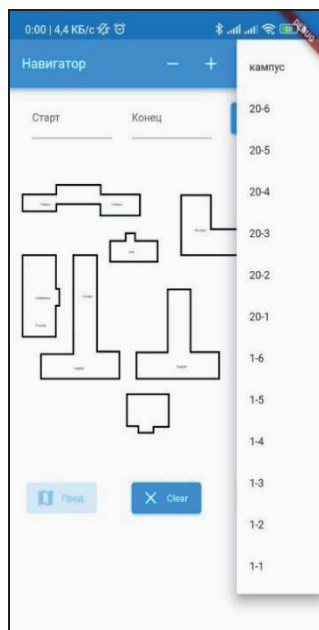 0:00 | 4,4 КБ/с
DEBUG
Навигатор − +
Старт Конец
Пред. Clear
кампус
20-6
20-5
20-4
20-3
20-2
20-1
1-6
1-5
1-4
1-3
1-2
1-1